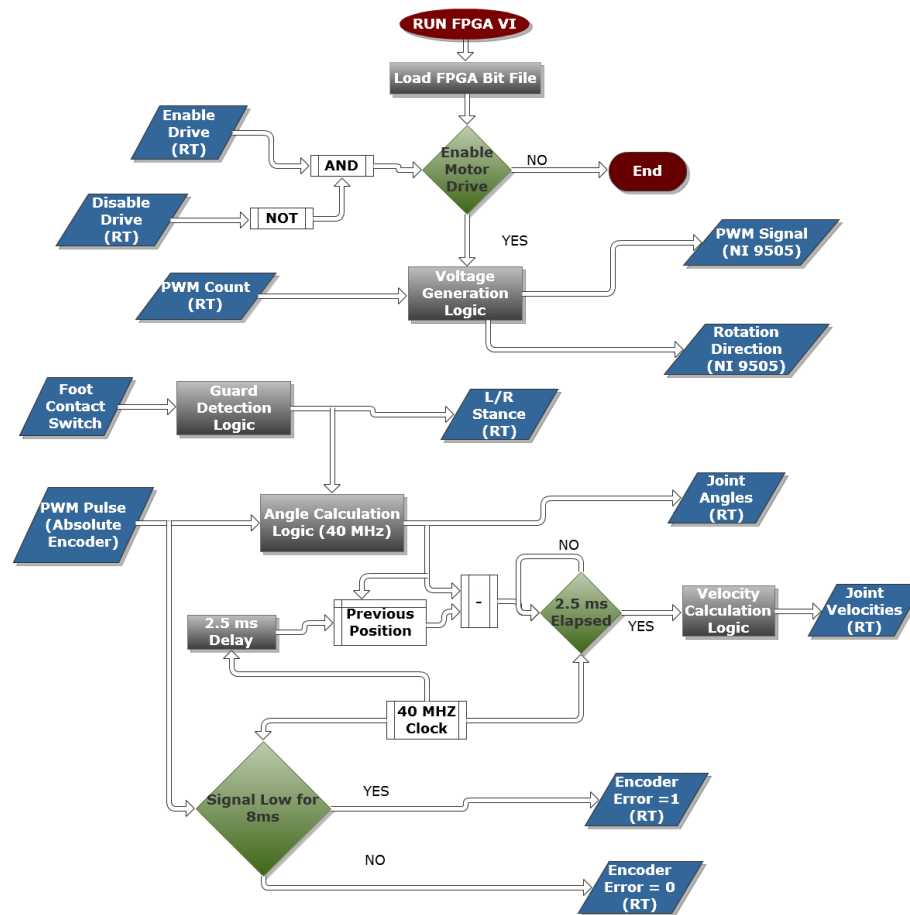 RUN FPGA VI
Load FPGA Bit File
Enable
Drive
(RT)
AND
Enable
Motor
Drive
NO
End
Disable
Drive
(RT)
NOT
YES
PWM Signal
(NI 9505)
PWM Count
(RT)
Voltage
Generation
Logic
Rotation
Direction
(NI 9505)
Foot
Contact
Switch
Guard
Detection
Logic
L/R
Stance
(RT)
PWM Pulse
(Absolute
Encoder)
Angle Calculation
Logic (40 MHz)
Joint
Angles
(RT)
NO
2.5 ms
Delay
Previous
Position
-
2.5 ms
Elapsed
YES
Velocity
Calculation
Logic
Joint
Velocities
(RT)
40 MHZ
Clock
Signal Low for
8ms
YES
Encoder
Error =1
(RT)
NO
Encoder
Error = 0
(RT)